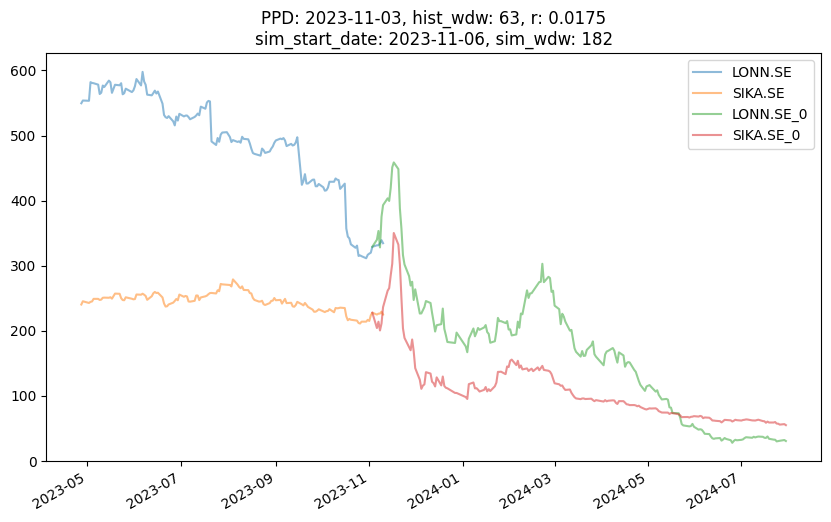 PPD: 2023-11-03, hist_wdw: 63, r: 0.0175
sim_start_date: 2023-11-06, sim_wdw: 182
LONN.SE
SIKA.SE
LONN.SE_0
SIKA.SE_0
600
500
400
300
200
100
0
2023-05
2023-07
2023-09
2023-11
2024-01
2024-03
2024-05
2024-07